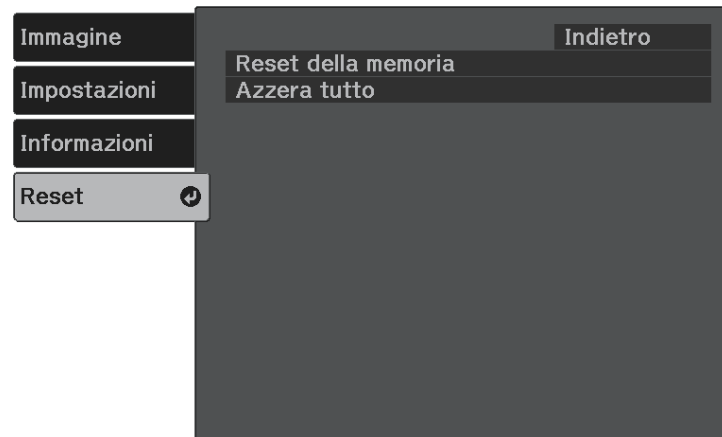 Immagine
Impostazioni
Informazioni
Reset
Indietro
Reset della memoria
Azzera tutto